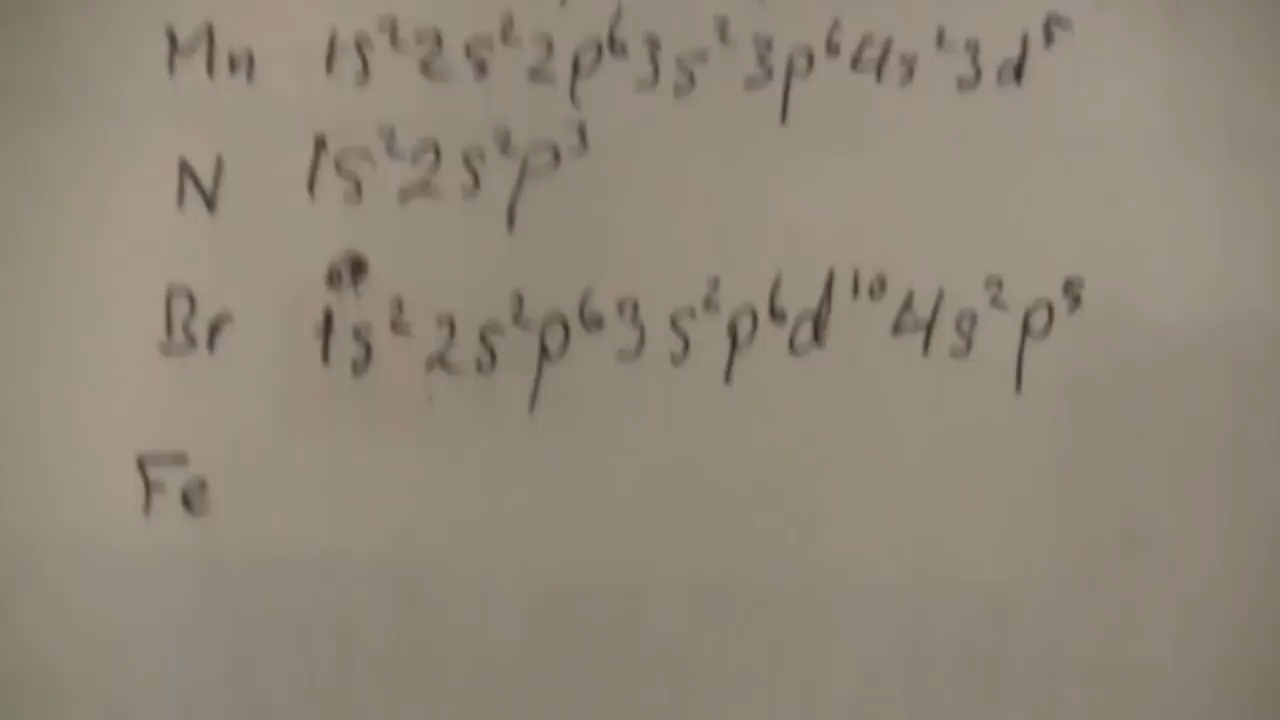 Mn 1s²2s²2p⁶3s²3p⁶4s²3d⁵
N 1s²2s²p³
Br 1s²2s²p⁶3s²p⁶d¹⁰4s²p⁵
Fe